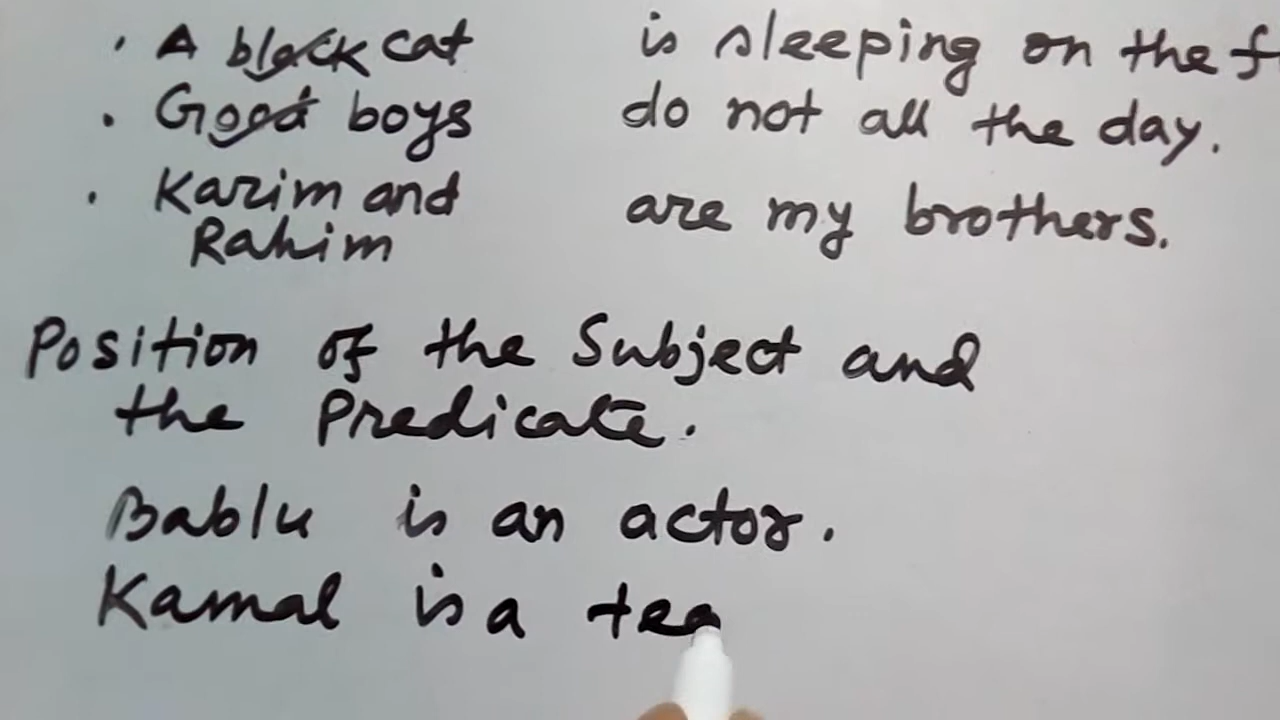 · A black cat is sleeping on the f
· Good boys do not all the day.
· Karim and are my brothers.
Rahim
Position of the Subject and
the Predicate.
Bablu is an actor.
Kamal is a tea